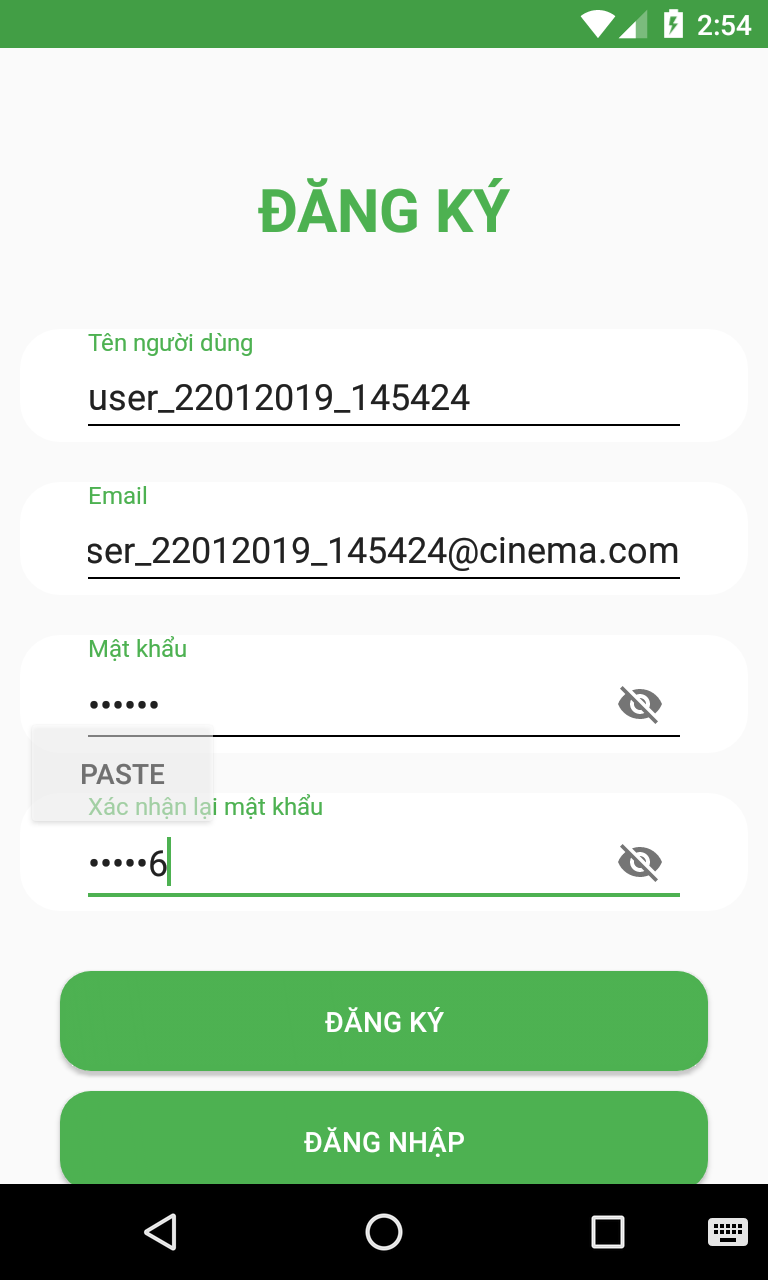 2:54
ĐĂNG KÝ
Tên người dùng
user_22012019_145424
Email
ser_22012019_145424@cinema.com
Mật khẩu
••••••
PASTE
Xác nhận lại mật khẩu
•••••6
ĐĂNG KÝ
ĐĂNG NHẬP